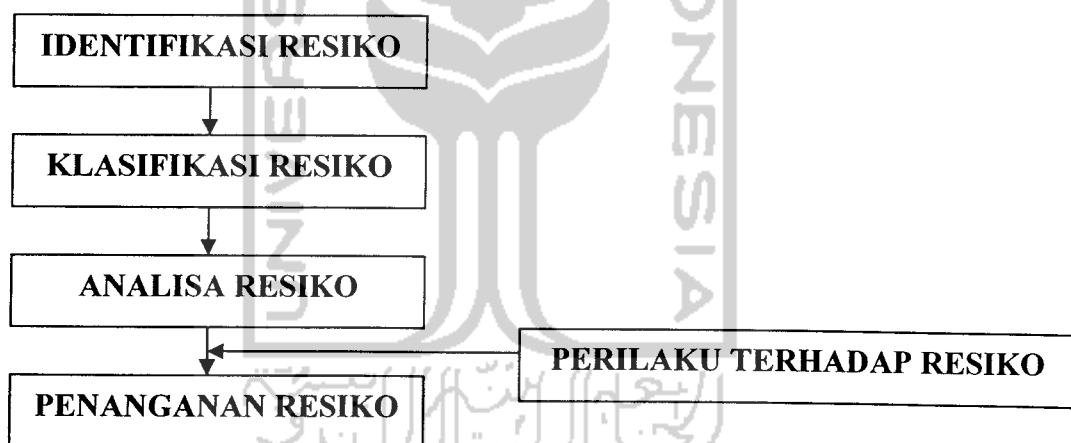 IDENTIFIKASI RESIKO
KLASIFIKASI RESIKO
ANALISA RESIKO
PERILAKU TERHADAP RESIKO
PENANGANAN RESIKO